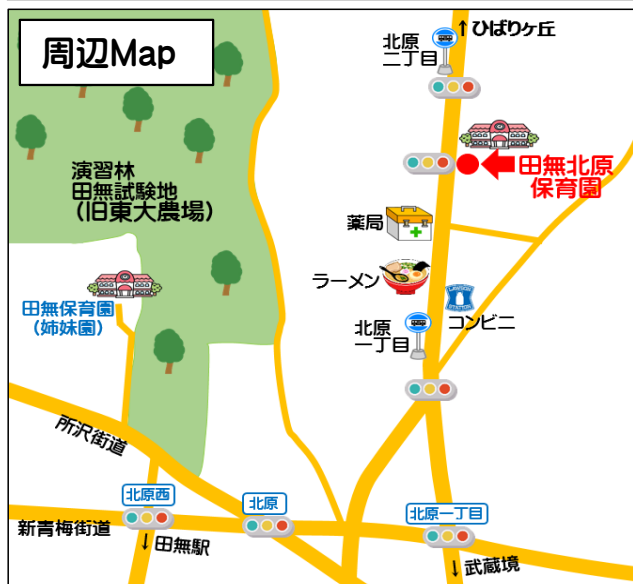 周辺Map
↑ひばりヶ丘
北原
二丁目
田無北原
保育園
演習林
田無試験地
(旧東大農場)
薬局
ラーメン
田無保育園
(姉妹園)
LAWSON
STATION
コンビニ
北原
一丁目
所沢街道
北原西
北原
北原一丁目
新青梅街道
↓田無駅
↓武蔵境